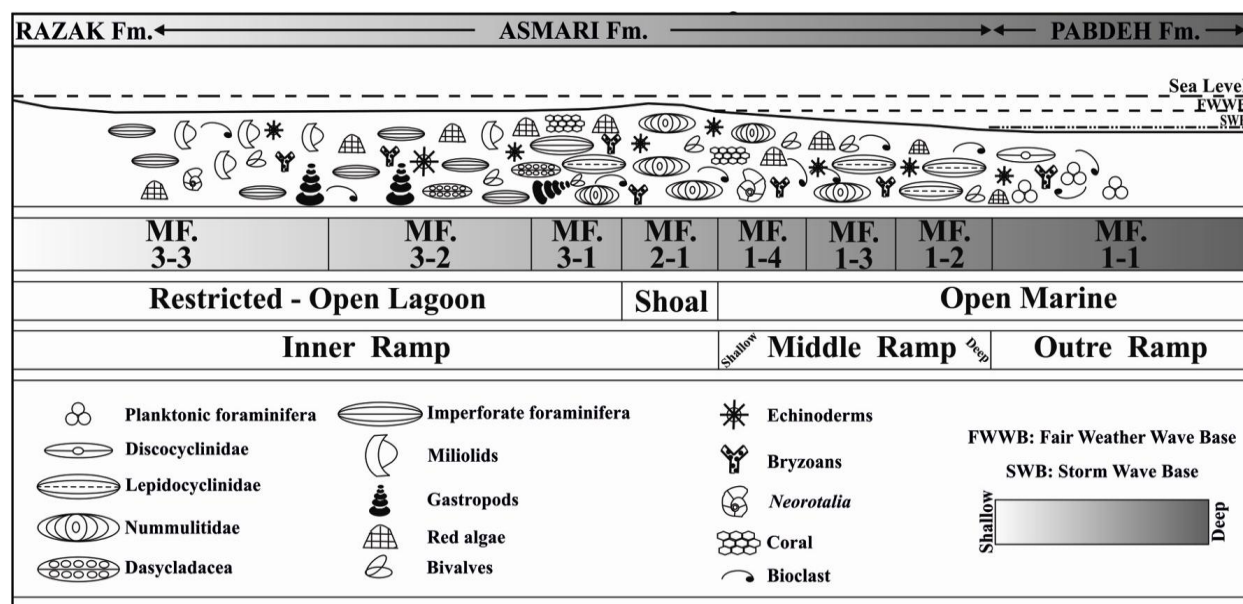 RAZAK Fm. ASMARI Fm. PABDEH Fm.
Sea Level
FWWB
SWB
MF. 3-3
MF. 3-2
MF. 3-1
MF. 2-1
MF. 1-4
MF. 1-3
MF. 1-2
MF. 1-1
Restricted - Open Lagoon Shoal Open Marine
Inner Ramp Shallow Middle Ramp Deep Outre Ramp
Planktonic foraminifera
Discocyclinidae
Lepidocyclinidae
Nummulitidae
Dasycladacea
Imperforate foraminifera
Miliolids
Gastropods
Red algae
Bivalves
Echinoderms
Bryzoans
Neorotalia
Coral
Bioclast
FWWB: Fair Weather Wave Base
SWB: Storm Wave Base
Shallow
Deep